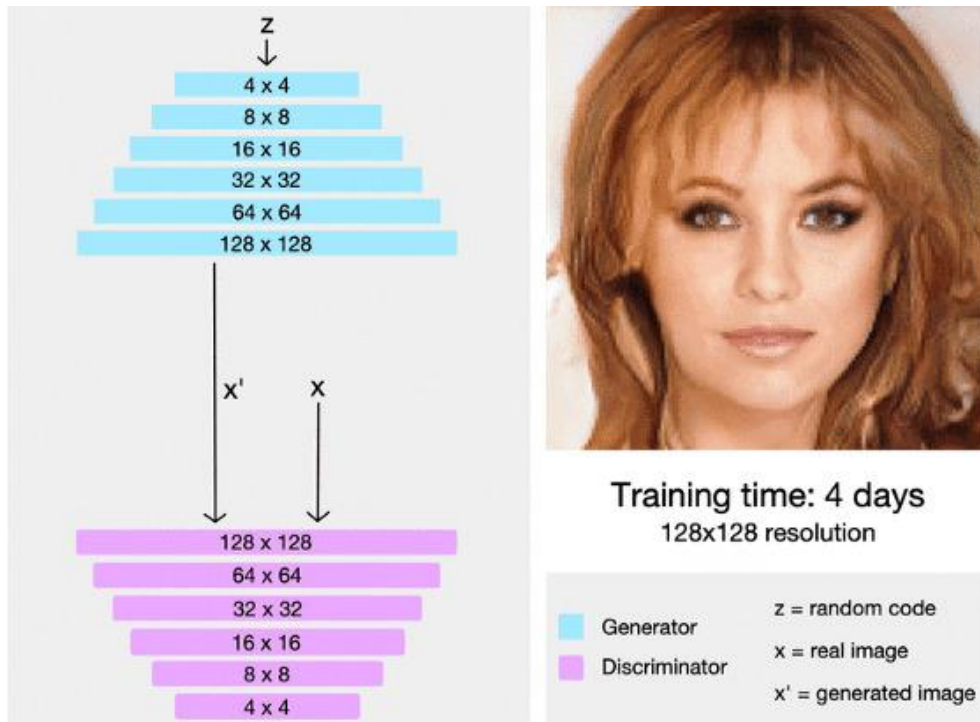 z
4 x 4
8 x 8
16 x 16
32 x 32
64 x 64
128 x 128
x'
x
128 x 128
64 x 64
32 x 32
16 x 16
8 x 8
4 x 4
Training time: 4 days
128x128 resolution
Generator
Discriminator
z = random code
x = real image
x' = generated image